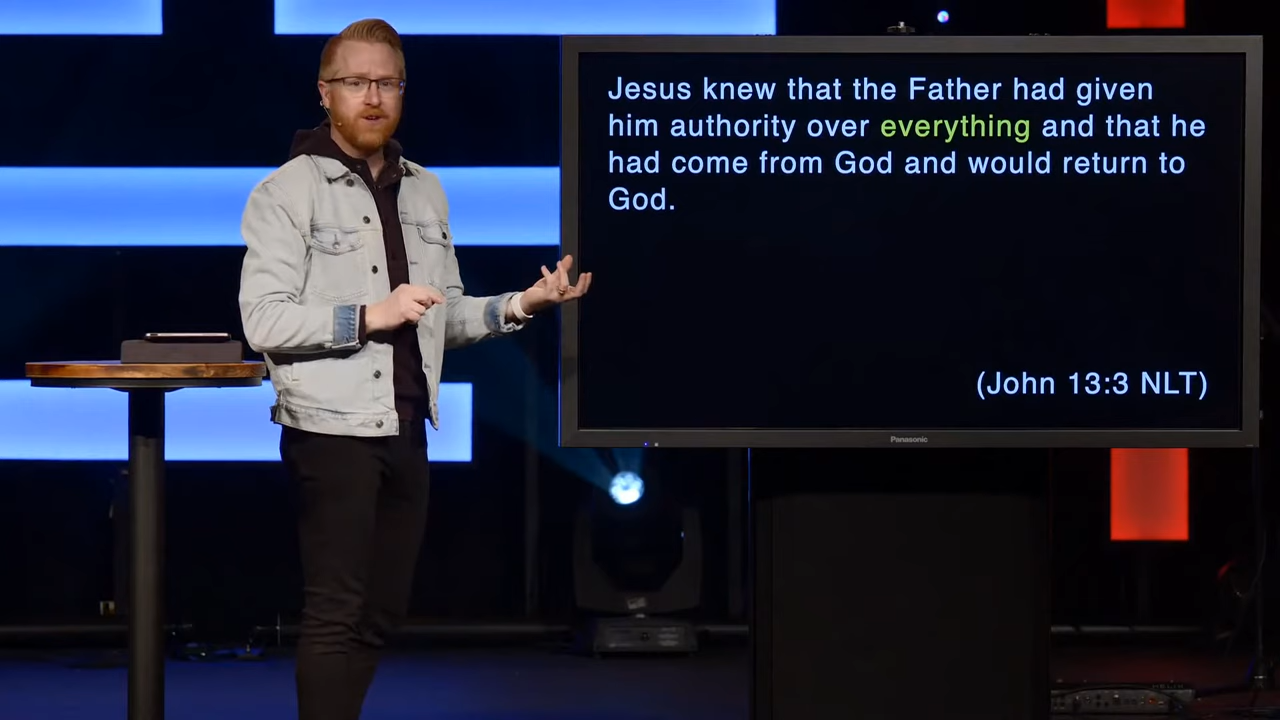 Jesus knew that the Father had given
him authority over everything and that he
had come from God and would return to
God.
(John 13:3 NLT)
Panasonic